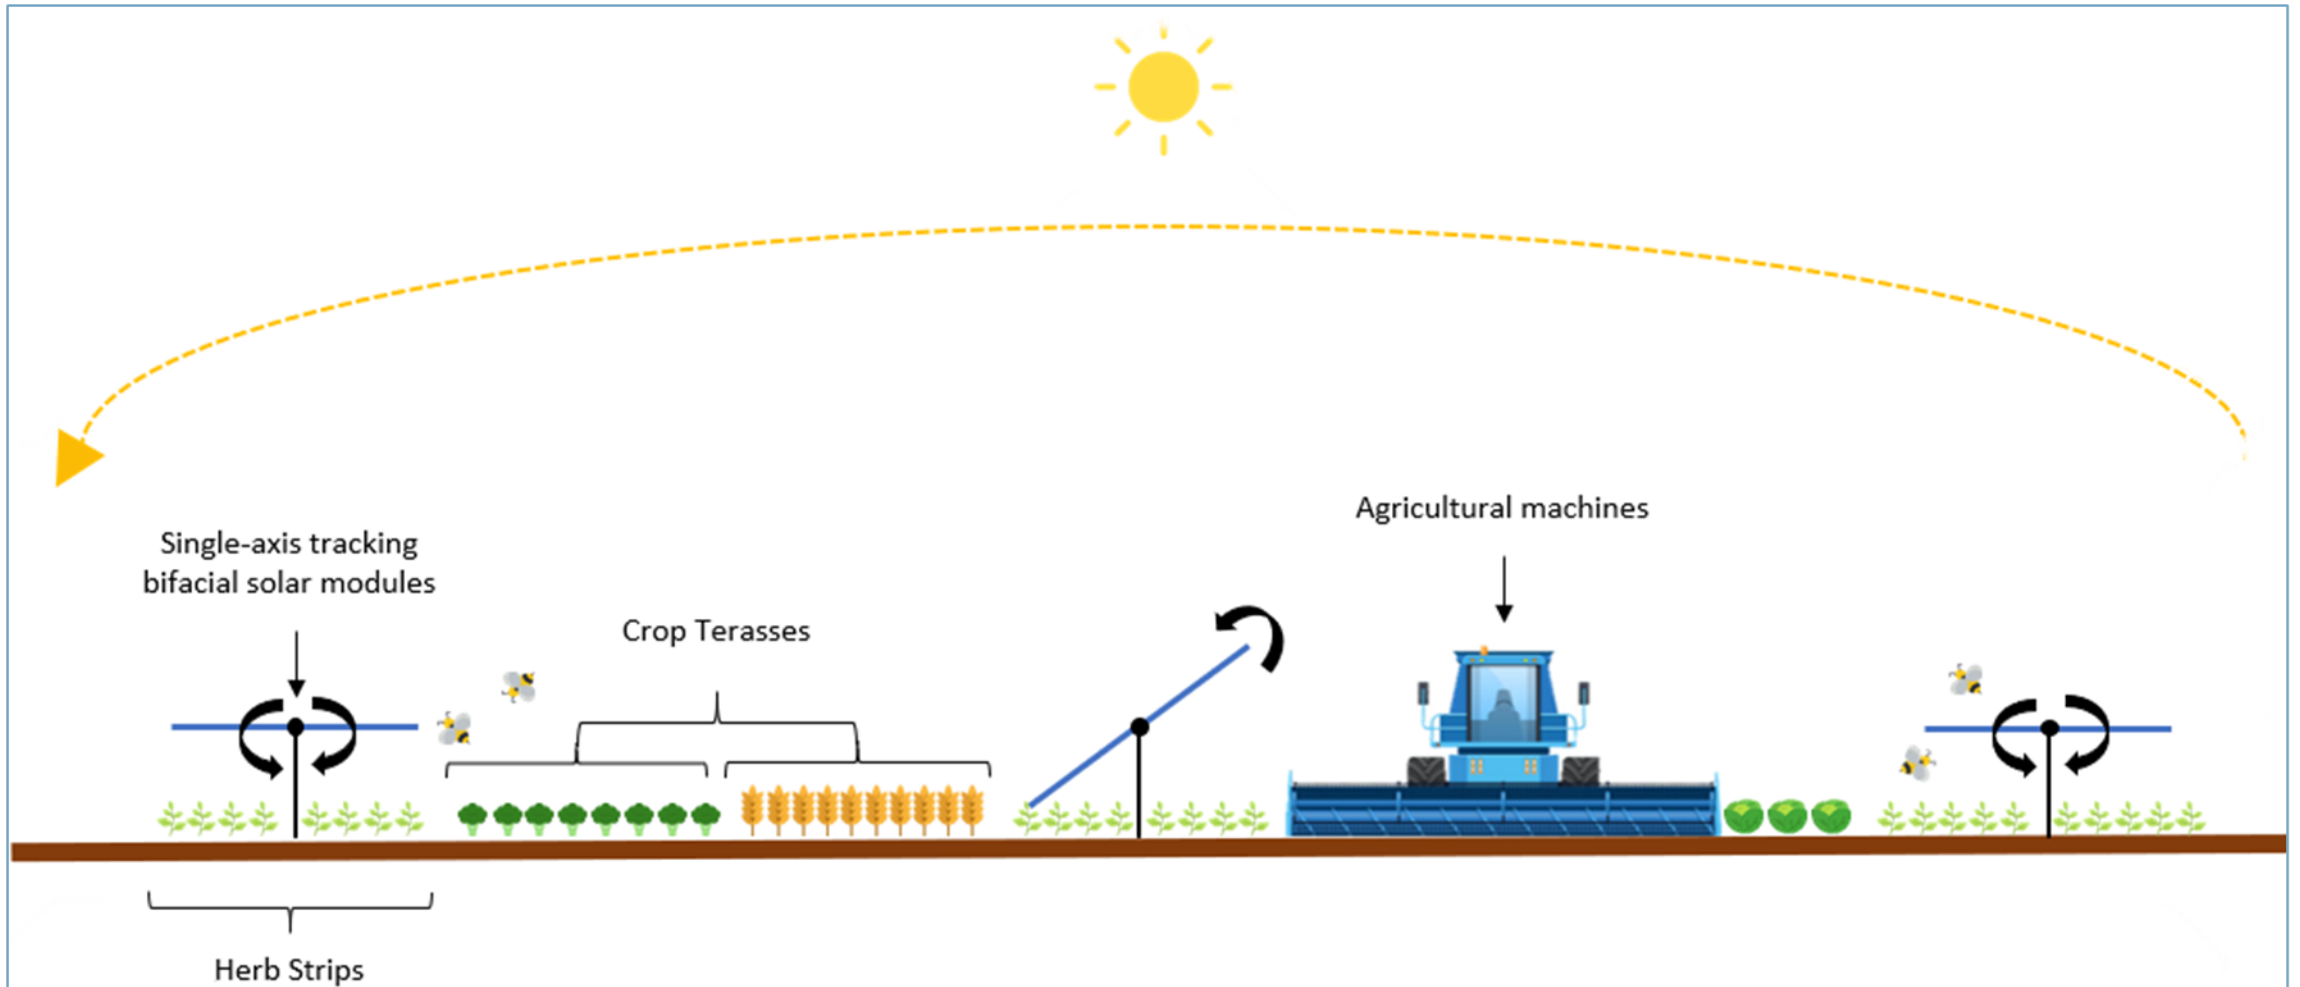 Agricultural machines
Single-axis tracking
bifacial solar modules
Crop Terasses
Herb Strips